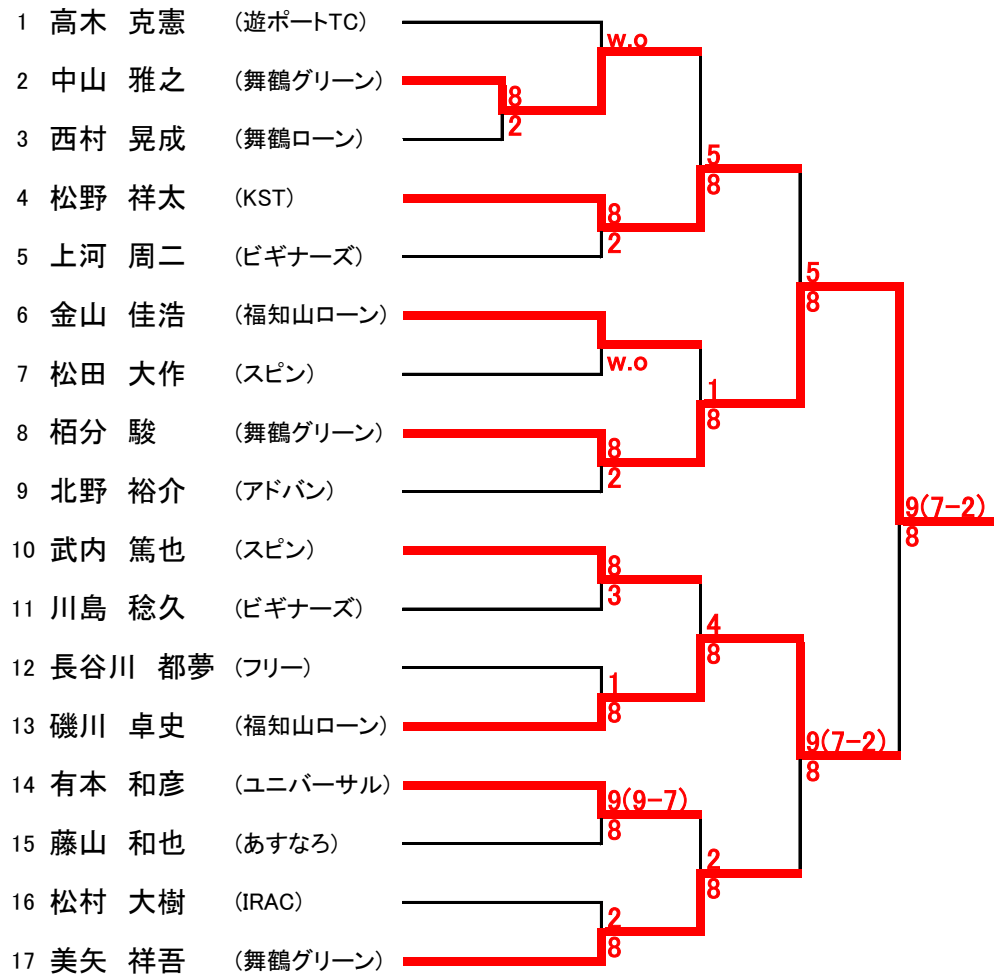 1 高木 克憲 (遊ポートTC)
w.o
2 中山 雅之 (舞鶴グリーン)
8
2
3 西村 晃成 (舞鶴ローン)
5
8
4 松野 祥太 (KST)
8
2
5 上河 周二 (ビギナーズ)
5
8
6 金山 佳浩 (福知山ローン)
w.o
7 松田 大作 (スピン)
1
8
8 栢分 駿 (舞鶴グリーン)
8
2
9 北野 裕介 (アドバン)
9(7-2)
8
10 武内 篤也 (スピン)
8
3
11 川島 稔久 (ビギナーズ)
4
8
12 長谷川 都夢 (フリー)
1
8
13 磯川 卓史 (福知山ローン)
9(7-2)
8
14 有本 和彦 (ユニバーサル)
9(9-7)
8
15 藤山 和也 (あすなろ)
2
8
16 松村 大樹 (IRAC)
2
8
17 美矢 祥吾 (舞鶴グリーン)